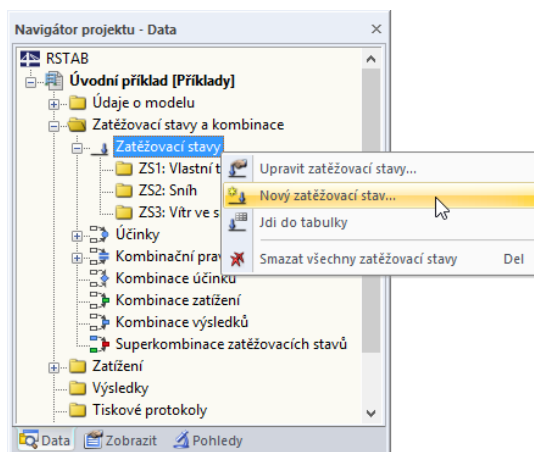 Navigátor projektu - Data
RSTAB
Úvodní příklad [Příklady]
Údaje o modelu
Zatěžovací stavy a kombinace
Zatěžovací stavy
ZS1: Vlastní t
ZS2: Sníh
ZS3: Vítr ve s
Účinky
Kombinační prav
Kombinace účinků
Kombinace zatížení
Kombinace výsledků
Superkombinace zatěžovacích stavů
Zatížení
Výsledky
Tiskové protokoly
Upravit zatěžovací stavy...
Nový zatěžovací stav...
Jdi do tabulky
Smazat všechny zatěžovací stavy Del
Data Zobrazit Pohledy